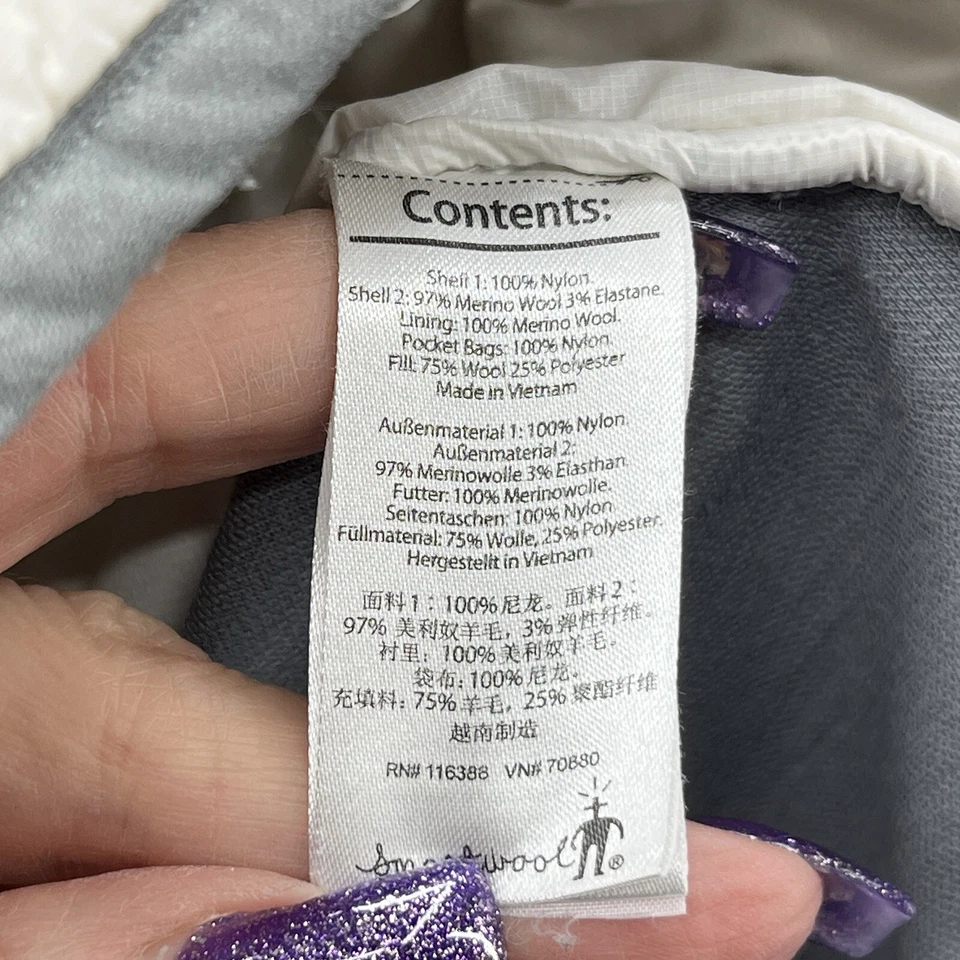 Contents:
Shell 1: 100% Nylon.
Shell 2: 97% Merino Wool 3% Elastane.
Lining: 100% Merino Wool.
Pocket Bags: 100% Nylon.
Fill: 75% Wool 25% Polyester
Made in Vietnam
Außenmaterial 1: 100% Nylon.
Außenmaterial 2:
97% Merinowolle 3% Elasthan.
Futter: 100% Merinowolle.
Seitentaschen: 100% Nylon
Füllmaterial: 75% Wolle, 25% Polyester.
Hergestellt in Vietnam
面料1：100%尼龙。面料2：
97% 美利奴羊毛，3% 弹性纤维。
衬里：100% 美利奴羊毛。
袋布：100% 尼龙。
充填料：75% 羊毛，25% 聚酯纤维
越南制造
RN# 116388 VN# 70880
smartwool®